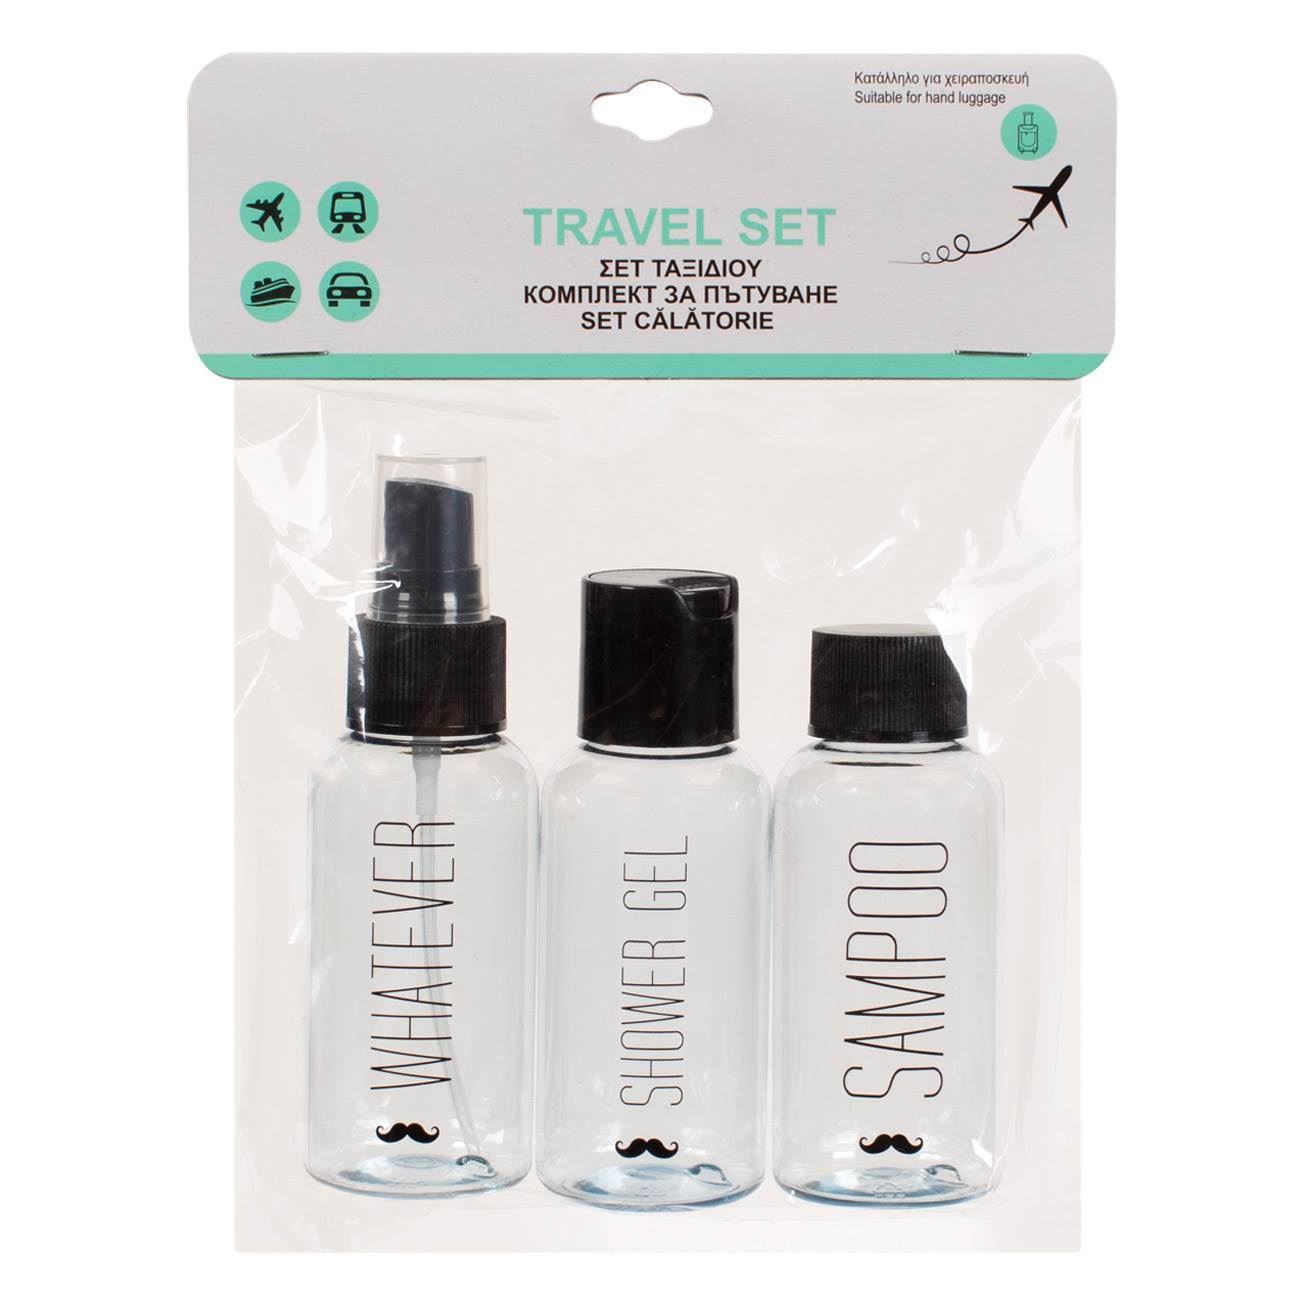 Κατάλληλο για χειραποσκευή
Suitable for hand luggage
TRAVEL SET
ΣΕΤ ΤΑΞΙΔΙΟΥ
КОМПЛЕКТ ЗА ПЪТУВАНЕ
SET CĂLĂTORIE
WHATEVER
SHOWER GEL
SAMPOO